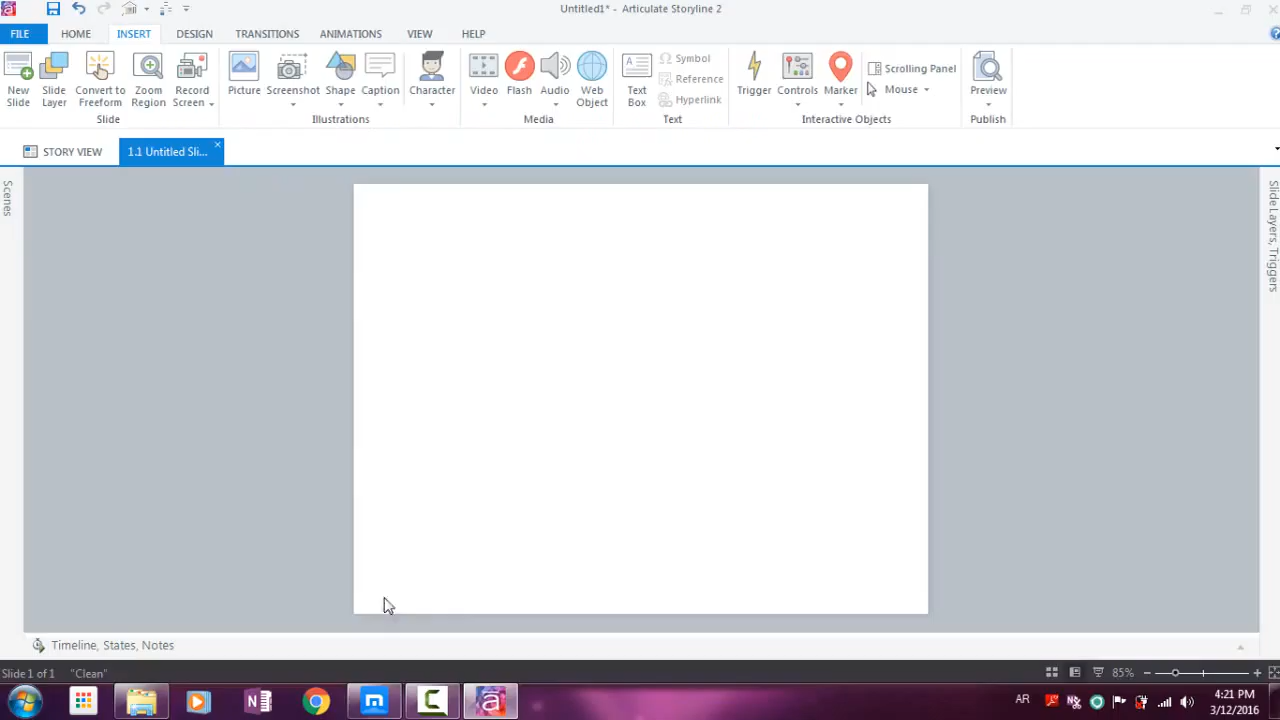 Untitled1* - Articulate Storyline 2
FILE HOME INSERT DESIGN TRANSITIONS ANIMATIONS VIEW HELP
New Slide
Slide Layer
Convert to Freeform
Zoom Region
Record Screen
Slide
Picture
Screenshot
Shape
Caption
Character
Illustrations
Video
Flash
Audio
Web Object
Media
Text Box
Symbol
Reference
Hyperlink
Text
Trigger
Controls
Marker
Scrolling Panel
Mouse
Interactive Objects
Preview
Publish
STORY VIEW
1.1 Untitled Sli...
Scenes
Slide Layers, Triggers
Timeline, States, Notes
Slide 1 of 1 "Clean"
85%
AR
4:21 PM
3/12/2016